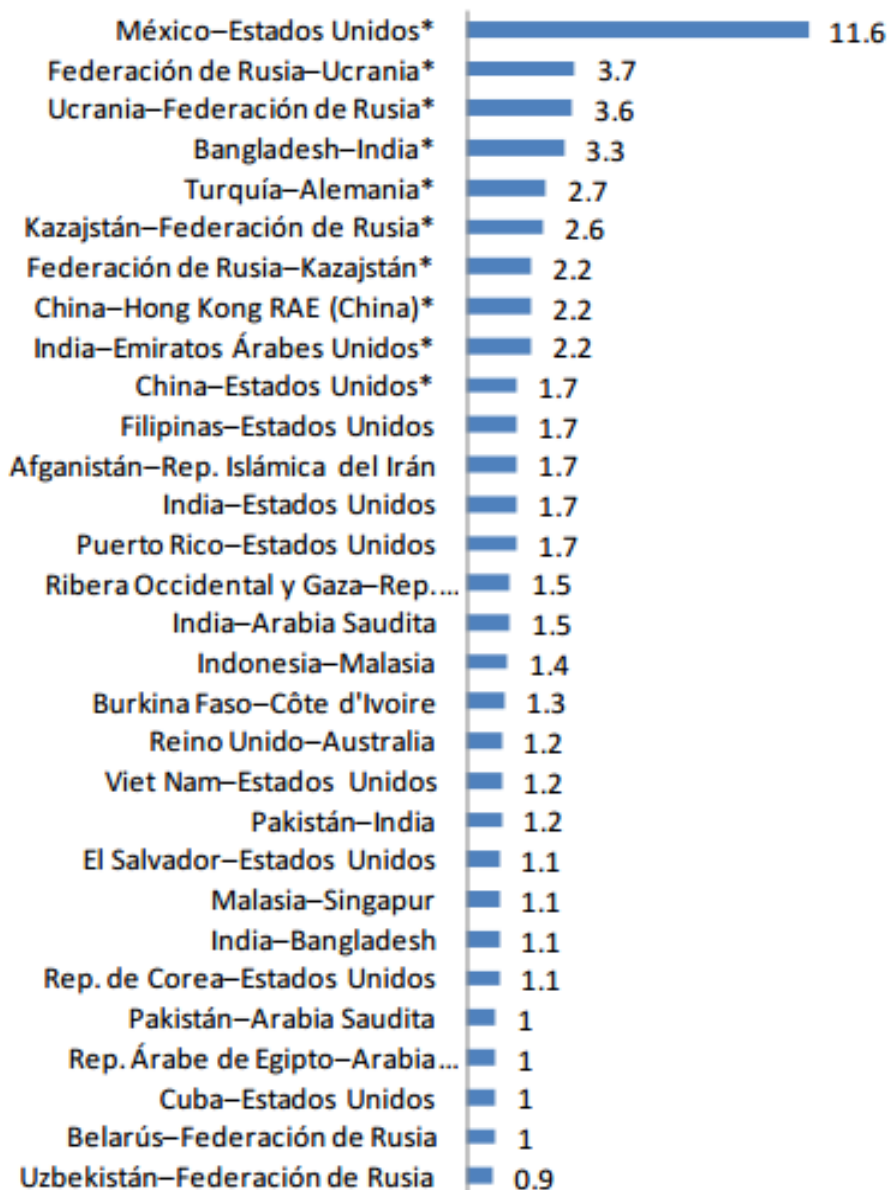 México–Estados Unidos* 11.6
Federación de Rusia–Ucrania* 3.7
Ucrania–Federación de Rusia* 3.6
Bangladesh–India* 3.3
Turquía–Alemania* 2.7
Kazajstán–Federación de Rusia* 2.6
Federación de Rusia–Kazajstán* 2.2
China–Hong Kong RAE (China)* 2.2
India–Emiratos Árabes Unidos* 2.2
China–Estados Unidos* 1.7
Filipinas–Estados Unidos 1.7
Afganistán–Rep. Islámica del Irán 1.7
India–Estados Unidos 1.7
Puerto Rico–Estados Unidos 1.7
Ribera Occidental y Gaza–Rep.... 1.5
India–Arabia Saudita 1.5
Indonesia–Malasia 1.4
Burkina Faso–Côte d'Ivoire 1.3
Reino Unido–Australia 1.2
Viet Nam–Estados Unidos 1.2
Pakistán–India 1.2
El Salvador–Estados Unidos 1.1
Malasia–Singapur 1.1
India–Bangladesh 1.1
Rep. de Corea–Estados Unidos 1.1
Pakistán–Arabia Saudita 1
Rep. Árabe de Egipto–Arabia... 1
Cuba–Estados Unidos 1
Belarús–Federación de Rusia 1
Uzbekistán–Federación de Rusia 0.9